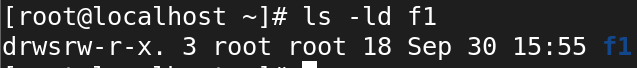 [root@localhost ~]# ls -ld f1
drwsrw-r-x. 3 root root 18 Sep 30 15:55 f1